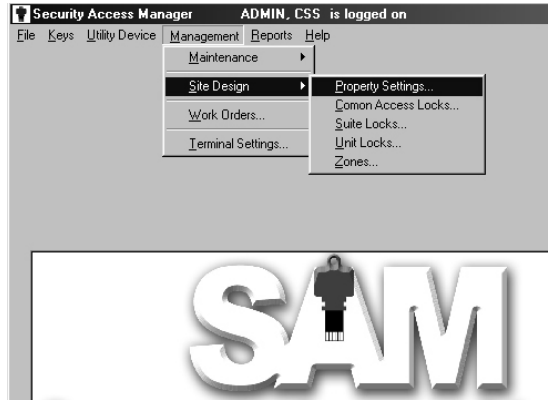 Security Access Manager ADMIN, CSS is logged on
File Keys Utility Device Management Reports Help
Maintenance
Site Design
Work Orders...
Terminal Settings...
Property Settings...
Comon Access Locks...
Suite Locks...
Unit Locks...
Zones...
SAM